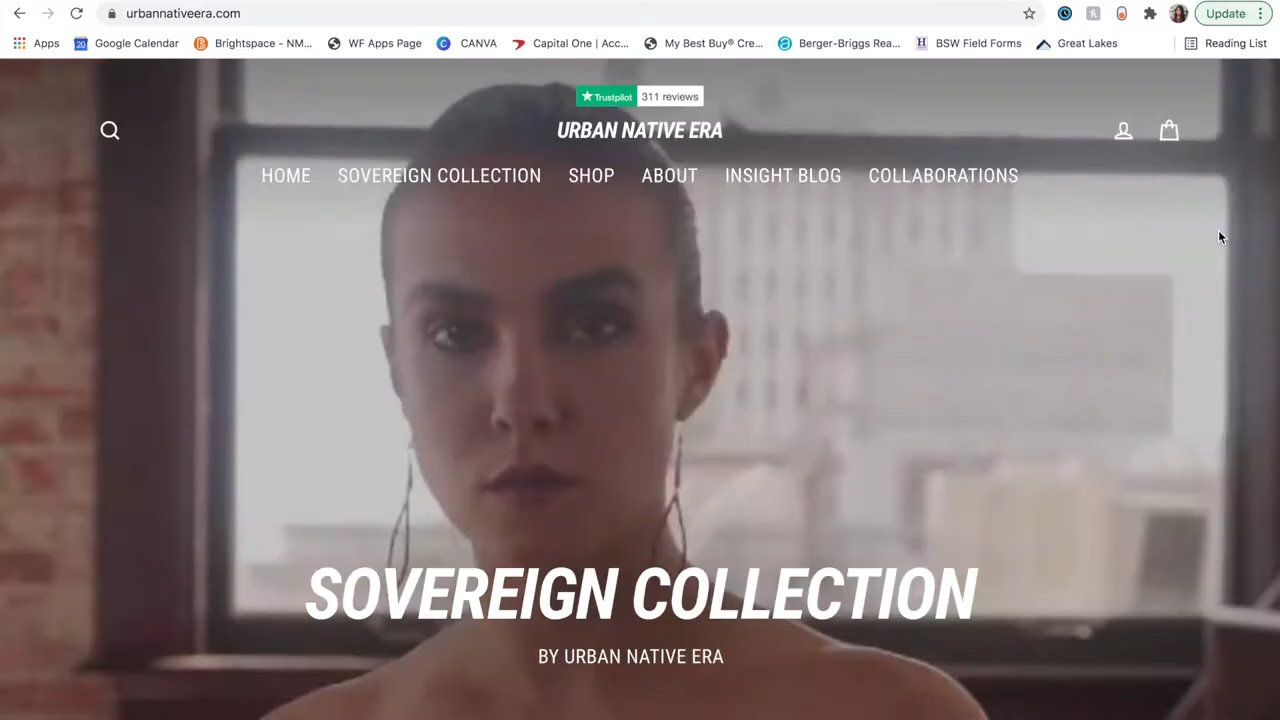 urbannativeera.com
Update
Apps
Google Calendar
Brightspace - NM...
WF Apps Page
CANVA
Capital One | Acc...
My Best Buy® Cre...
Berger-Briggs Rea...
BSW Field Forms
Great Lakes
Reading List
Trustpilot 311 reviews
URBAN NATIVE ERA
HOME SOVEREIGN COLLECTION SHOP ABOUT INSIGHT BLOG COLLABORATIONS
SOVEREIGN COLLECTION
BY URBAN NATIVE ERA